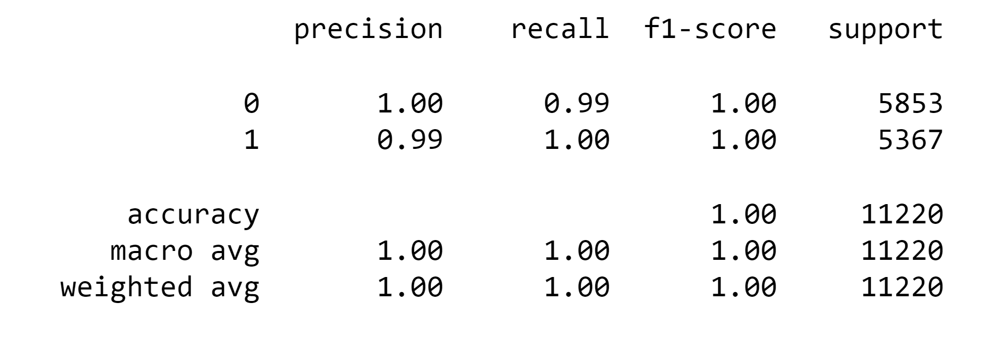 precision recall f1-score support
0 1.00 0.99 1.00 5853
1 0.99 1.00 1.00 5367
accuracy 1.00 11220
macro avg 1.00 1.00 1.00 11220
weighted avg 1.00 1.00 1.00 11220